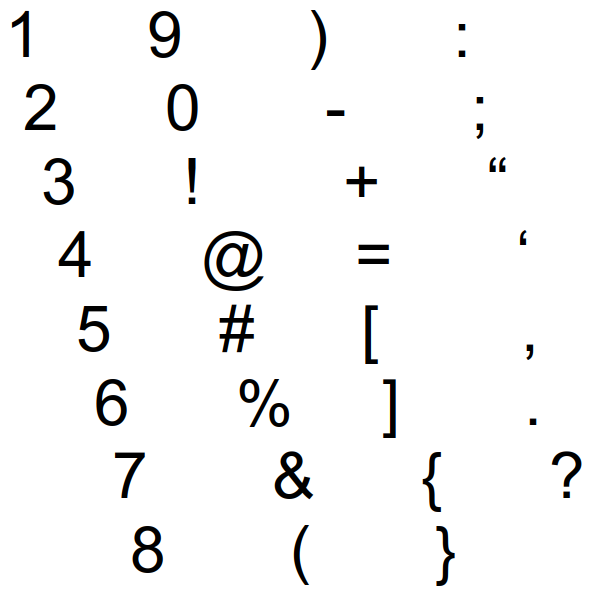 1 9 ) :
2 0 - ;
3 ! + “
4 @ = ‘
5 # [ ,
6 % ] .
7 & { ?
8 ( }